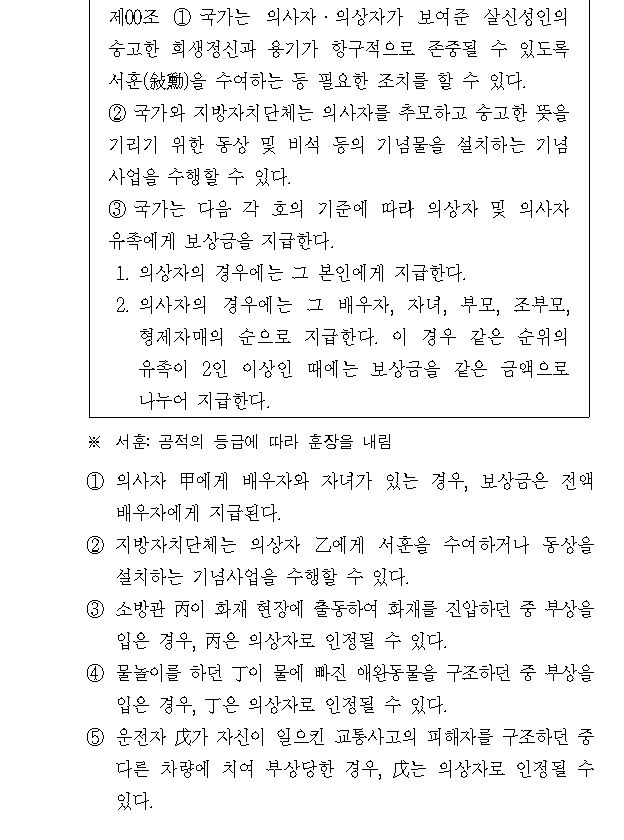 제00조 ① 국가는 의사자·의상자가 보여준 살신성인의
숭고한 희생정신과 용기가 항구적으로 존중될 수 있도록
서훈(敍勳)을 수여하는 등 필요한 조치를 할 수 있다.
② 국가와 지방자치단체는 의사자를 추모하고 숭고한 뜻을
기리기 위한 동상 및 비석 등의 기념물을 설치하는 기념
사업을 수행할 수 있다.
③ 국가는 다음 각 호의 기준에 따라 의상자 및 의사자
유족에게 보상금을 지급한다.
1. 의상자의 경우에는 그 본인에게 지급한다.
2. 의사자의 경우에는 그 배우자, 자녀, 부모, 조부모,
형제자매의 순으로 지급한다. 이 경우 같은 순위의
유족이 2인 이상인 때에는 보상금을 같은 금액으로
나누어 지급한다.
※ 서훈: 공적의 등급에 따라 훈장을 내림
① 의사자 甲에게 배우자와 자녀가 있는 경우, 보상금은 전액
배우자에게 지급된다.
② 지방자치단체는 의상자 乙에게 서훈을 수여하거나 동상을
설치하는 기념사업을 수행할 수 있다.
③ 소방관 丙이 화재 현장에 출동하여 화재를 진압하던 중 부상을
입은 경우, 丙은 의상자로 인정될 수 있다.
④ 물놀이를 하던 丁이 물에 빠진 애완동물을 구조하던 중 부상을
입은 경우, 丁은 의상자로 인정될 수 있다.
⑤ 운전자 戊가 자신이 일으킨 교통사고의 피해자를 구조하던 중
다른 차량에 치여 부상당한 경우, 戊는 의상자로 인정될 수
있다.